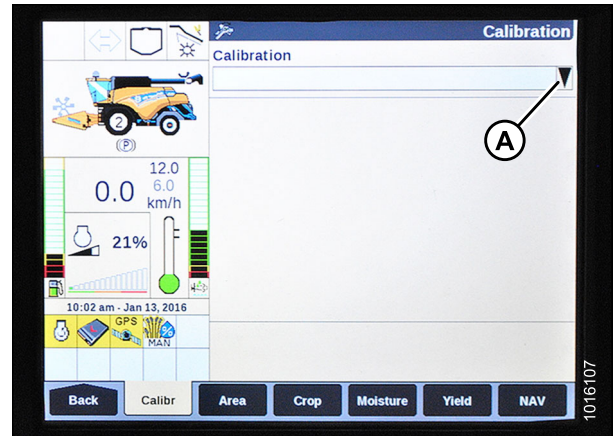 Calibration
Calibration
A
2
(P)
12.0
0.0
6.0
km/h
F
21%
10:02 am - Jan 13, 2016
GPS
%
MAN
Back
Calibr
Area
Crop
Moisture
Yield
NAV
1016107